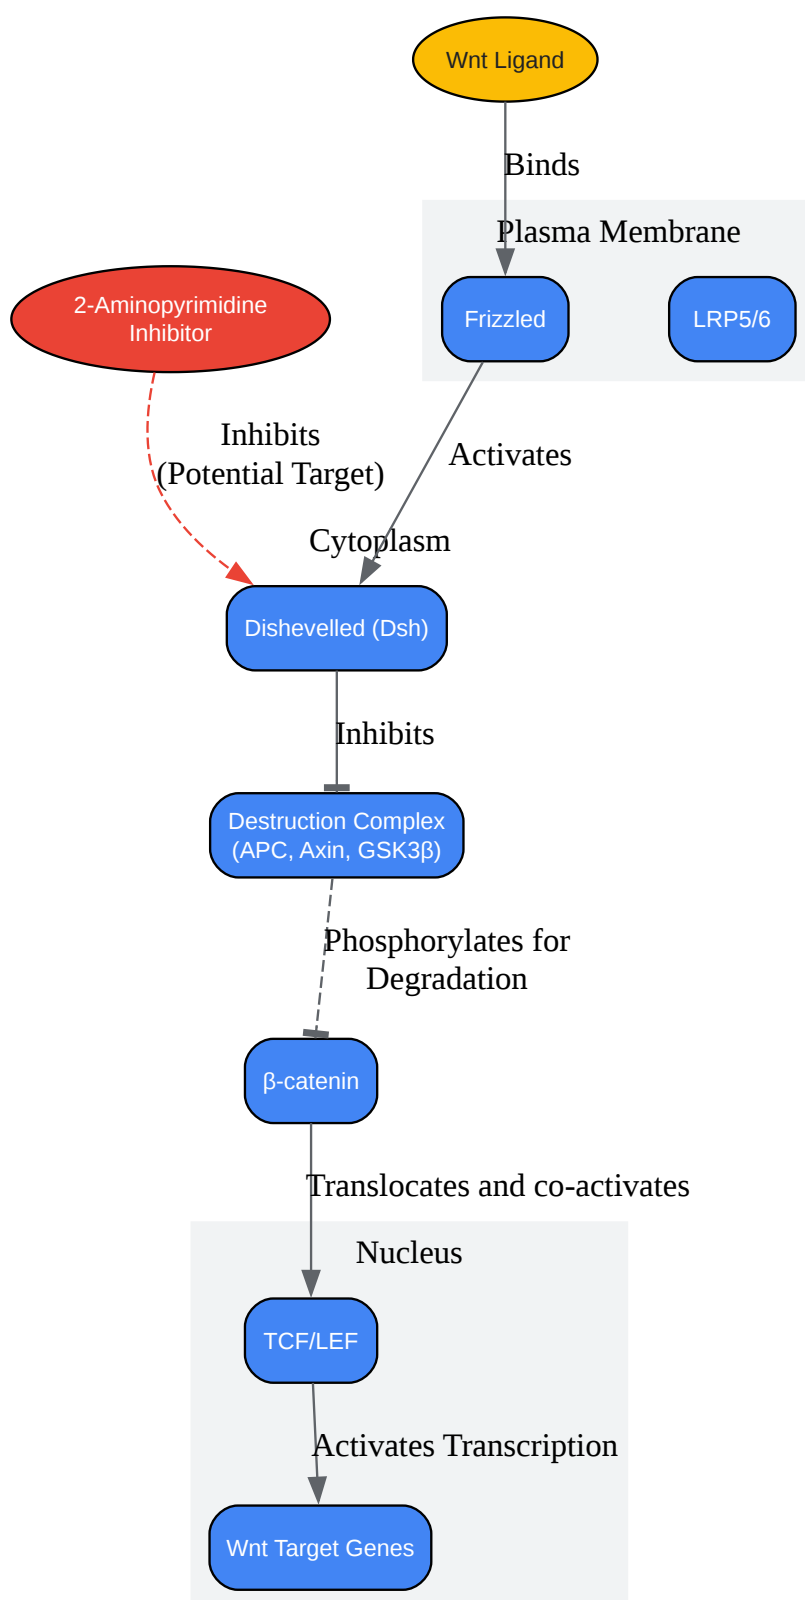 Wnt Ligand
Binds
Plasma Membrane
2-Aminopyrimidine
Inhibitor
Frizzled
LRP5/6
Inhibits
(Potential Target)
Activates
Cytoplasm
Dishevelled (Dsh)
Inhibits
Destruction Complex
(APC, Axin, GSK3β)
Phosphorylates for
Degradation
β-catenin
Translocates and co-activates
Nucleus
TCF/LEF
Activates Transcription
Wnt Target Genes